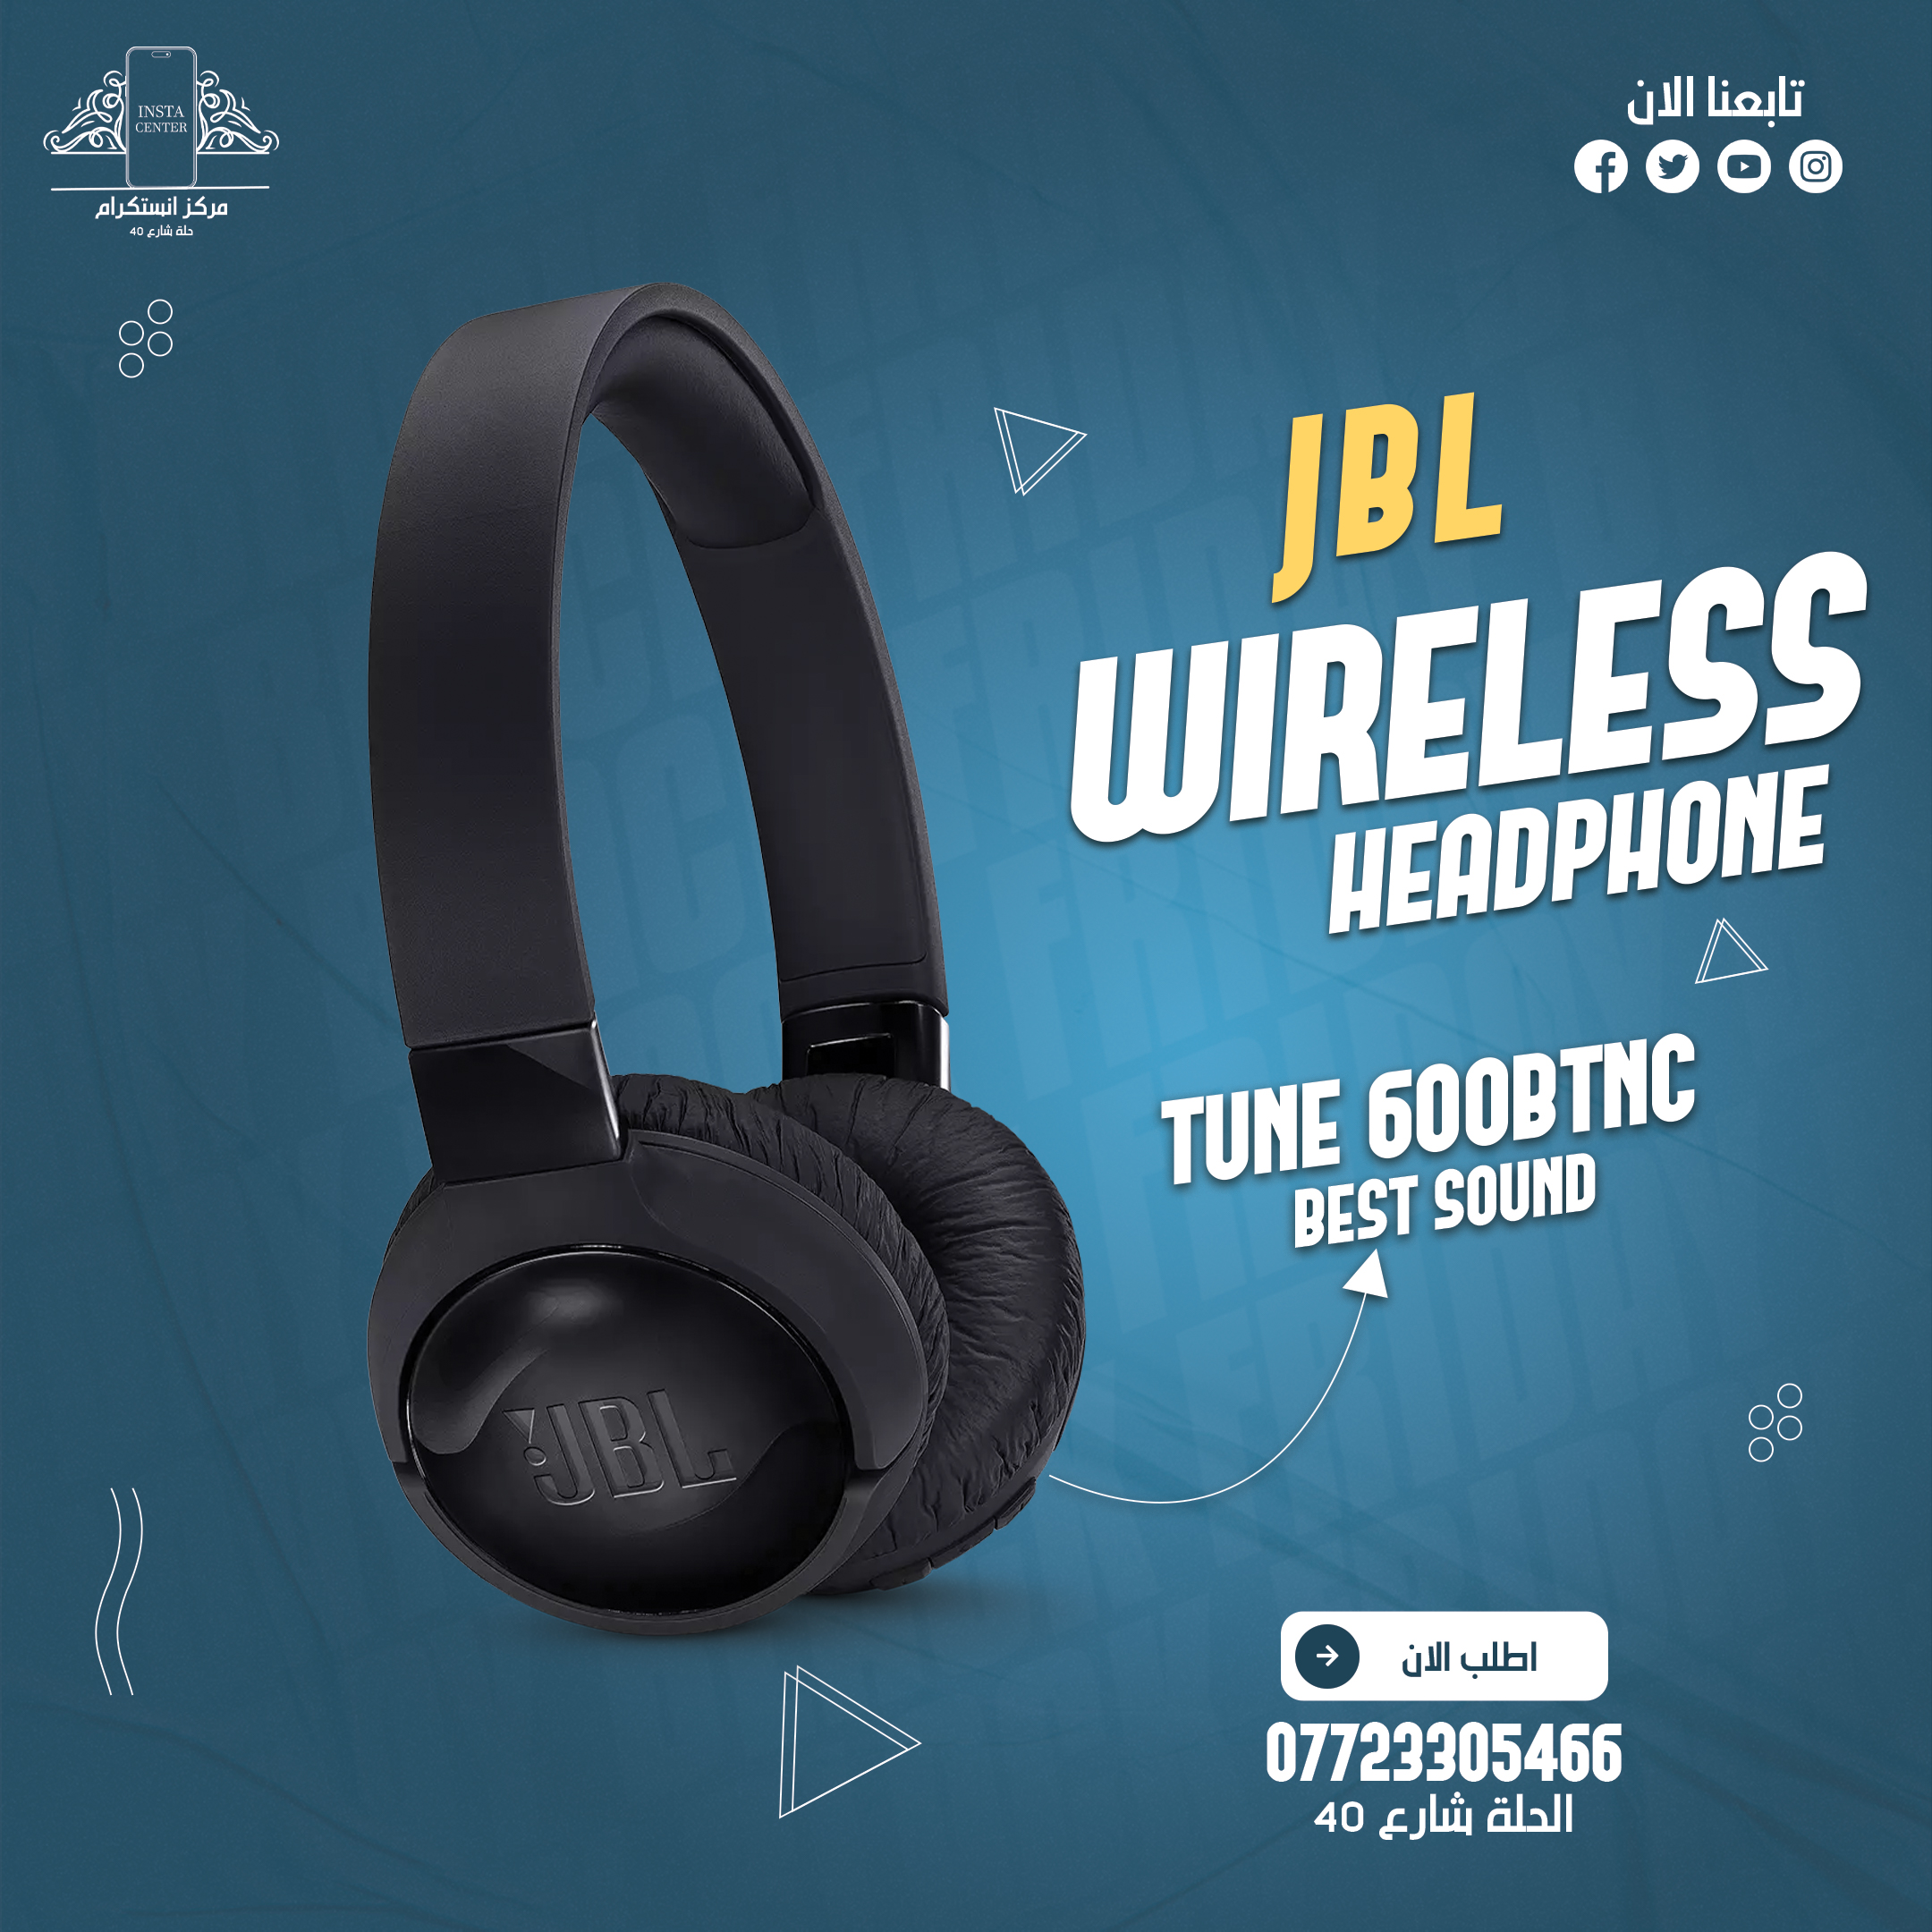 INSTA
CENTER
مركز انستكرام
حلة شارع 40
تابعنا الان
JBL
WIRELESS
HEADPHONE
TUNE 600BTNC
BEST SOUND
JBL
اطلب الان
07723305466
الحلة شارع 40